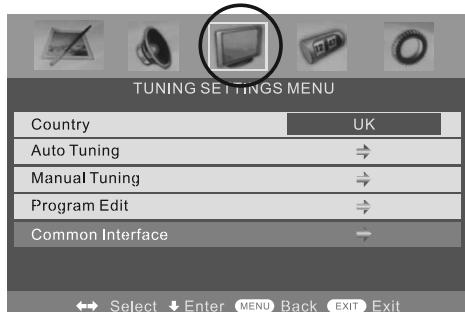 TUNING SETTINGS MENU
Country UK
Auto Tuning
Manual Tuning
Program Edit
Common Interface
Select Enter MENU Back EXIT Exit